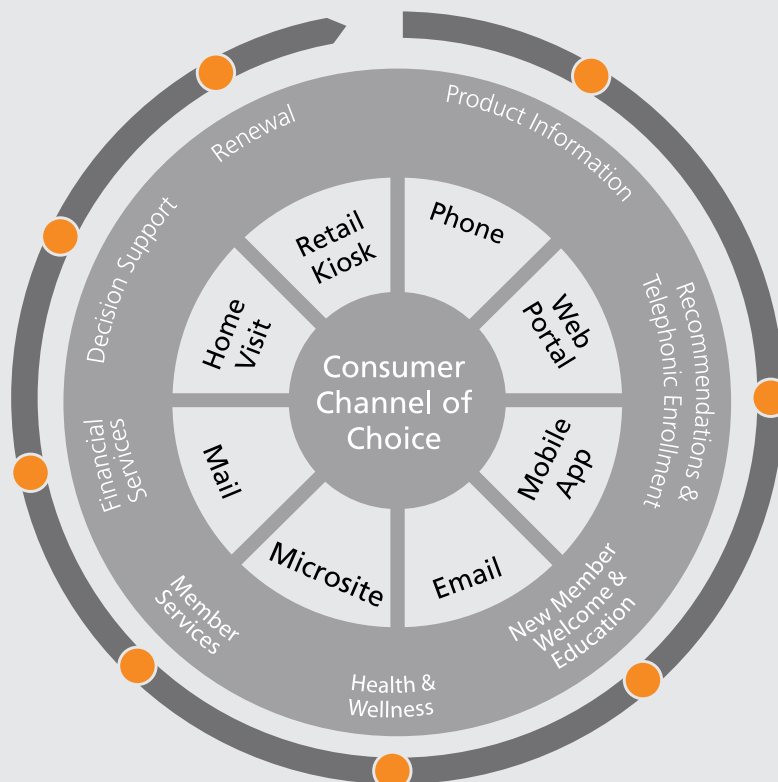 Product Information
Recommendations &
Telephonic Enrollment
New Member
Welcome &
Education
Health &
Wellness
Member
Services
Financial
Services
Decision Support
Renewal
Phone
Web
Portal
Mobile
App
Email
Microsite
Mail
Home
Visit
Retail
Kiosk
Consumer
Channel of
Choice